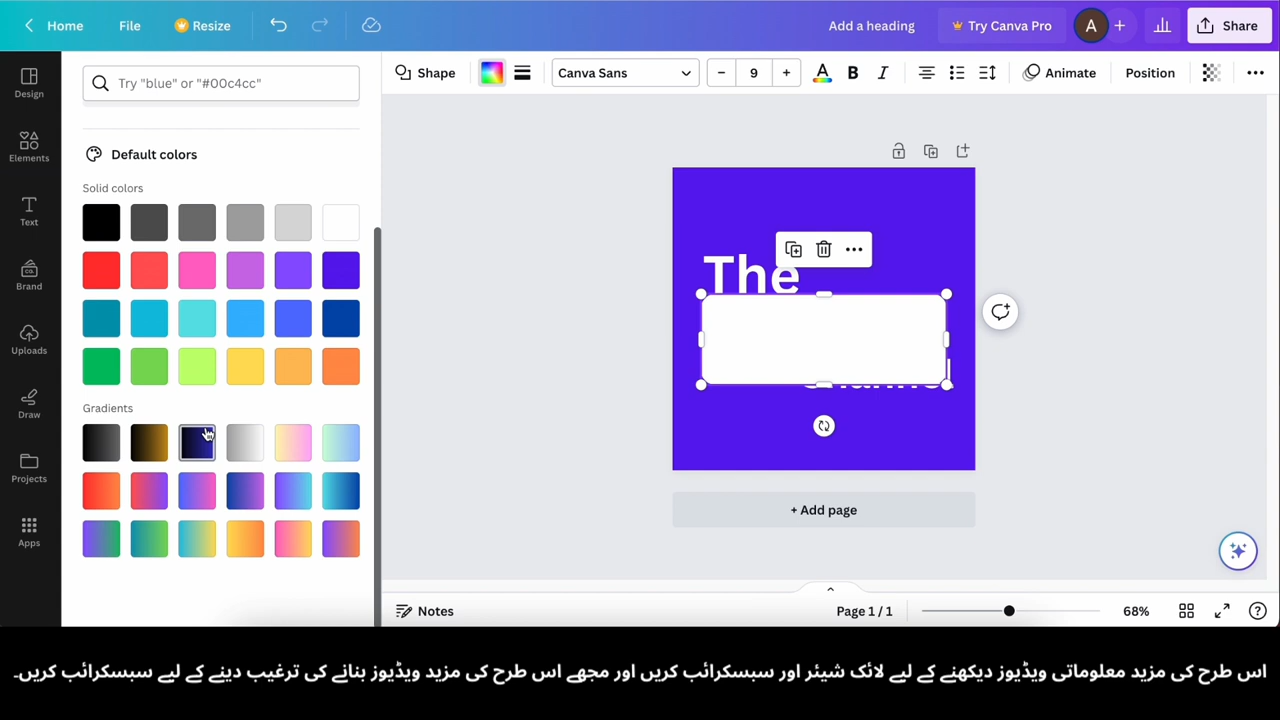 Home File Resize Add a heading Try Canva Pro A Share
Try "blue" or "#00c4cc" Shape Canva Sans 9 A B I Animate Position
Design
Elements
Text
Brand
Uploads
Draw
Projects
Apps
Default colors
Solid colors
Gradients
The
+ Add page
Notes Page 1 / 1 68%
اس طرح کی مزید معلوماتی ویڈیوز دیکھنے کے لیے لائک شیئر اور سبسکرائب کریں اور مجھے اس طرح کی مزید ویڈیوز بنانے کی ترغیب دینے کے لیے سبسکرائب کریں۔